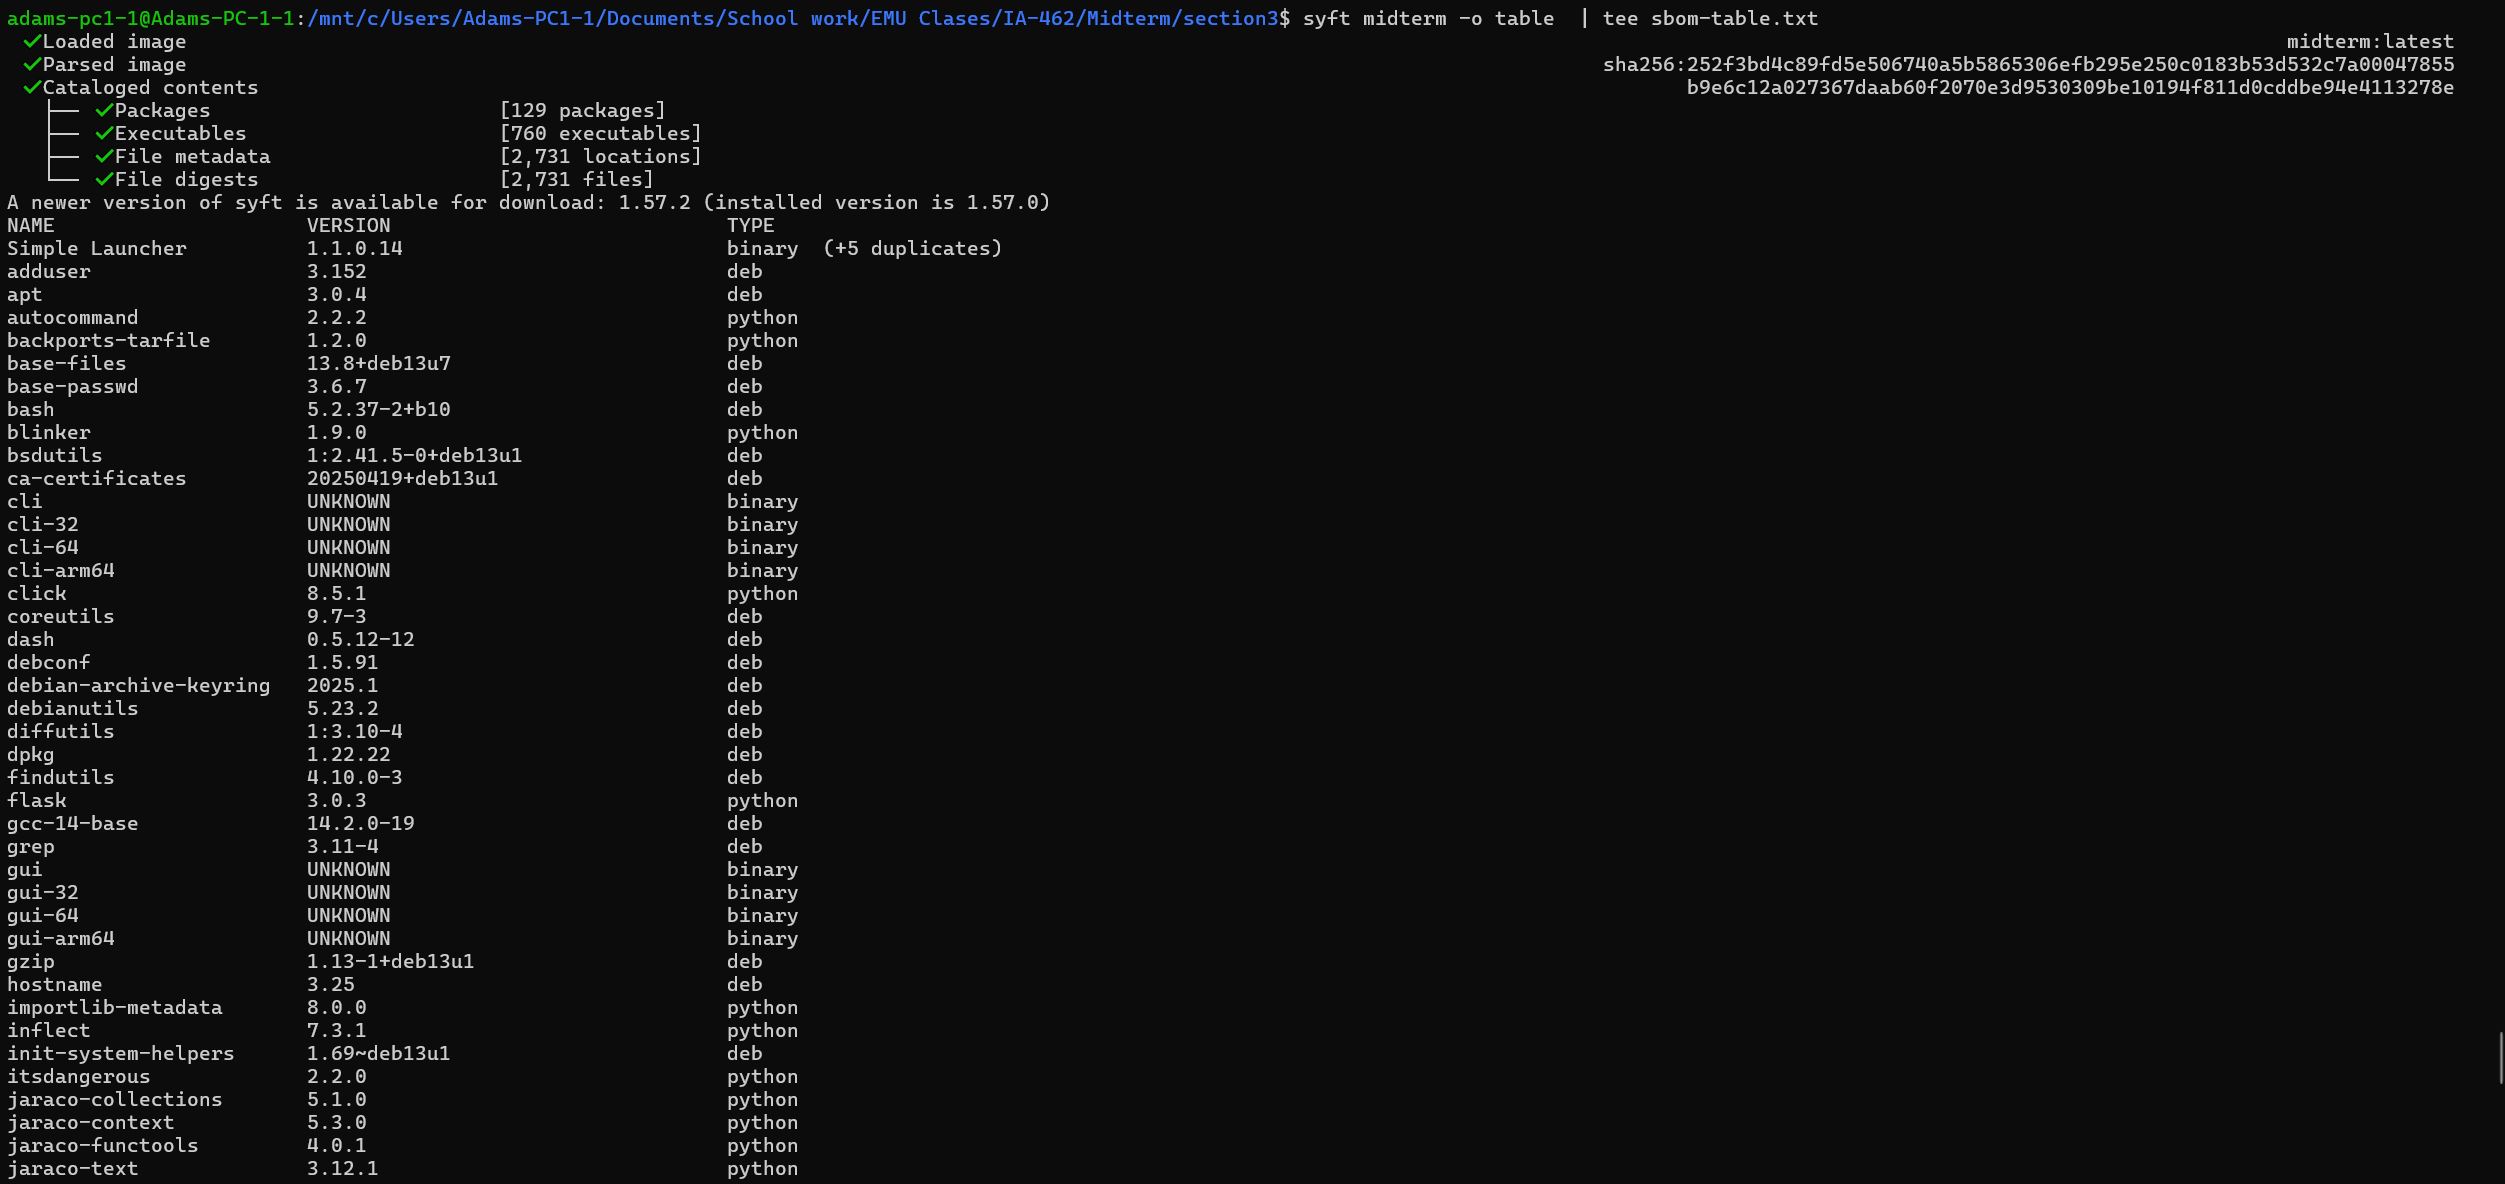 adams-pc1-1@Adams-PC-1-1:/mnt/c/Users/Adams-PC1-1/Documents/School work/EMU Clases/IA-462/Midterm/section3$ syft midterm -o table  | tee sbom-table.txt
✓Loaded image midterm:latest
✓Parsed image sha256:252f3bd4c89fd5e506740a5b5865306efb295e250c0183b53d532c7a00047855
✓Cataloged contents b9e6c12a027367daab60f2070e3d9530309be10194f811d0cddbe94e4113278e
├── ✓Packages [129 packages]
├── ✓Executables [760 executables]
├── ✓File metadata [2,731 locations]
└── ✓File digests [2,731 files]
A newer version of syft is available for download: 1.57.2 (installed version is 1.57.0)
NAME VERSION TYPE
Simple Launcher 1.1.0.14 binary (+5 duplicates)
adduser 3.152 deb
apt 3.0.4 deb
autocommand 2.2.2 python
backports-tarfile 1.2.0 python
base-files 13.8+deb13u7 deb
base-passwd 3.6.7 deb
bash 5.2.37-2+b10 deb
blinker 1.9.0 python
bsdutils 1:2.41.5-0+deb13u1 deb
ca-certificates 20250419+deb13u1 deb
cli UNKNOWN binary
cli-32 UNKNOWN binary
cli-64 UNKNOWN binary
cli-arm64 UNKNOWN binary
click 8.5.1 python
coreutils 9.7-3 deb
dash 0.5.12-12 deb
debconf 1.5.91 deb
debian-archive-keyring 2025.1 deb
debianutils 5.23.2 deb
diffutils 1:3.10-4 deb
dpkg 1.22.22 deb
findutils 4.10.0-3 deb
flask 3.0.3 python
gcc-14-base 14.2.0-19 deb
grep 3.11-4 deb
gui UNKNOWN binary
gui-32 UNKNOWN binary
gui-64 UNKNOWN binary
gui-arm64 UNKNOWN binary
gzip 1.13-1+deb13u1 deb
hostname 3.25 deb
importlib-metadata 8.0.0 python
inflect 7.3.1 python
init-system-helpers 1.69~deb13u1 deb
itsdangerous 2.2.0 python
jaraco-collections 5.1.0 python
jaraco-context 5.3.0 python
jaraco-functools 4.0.1 python
jaraco-text 3.12.1 python